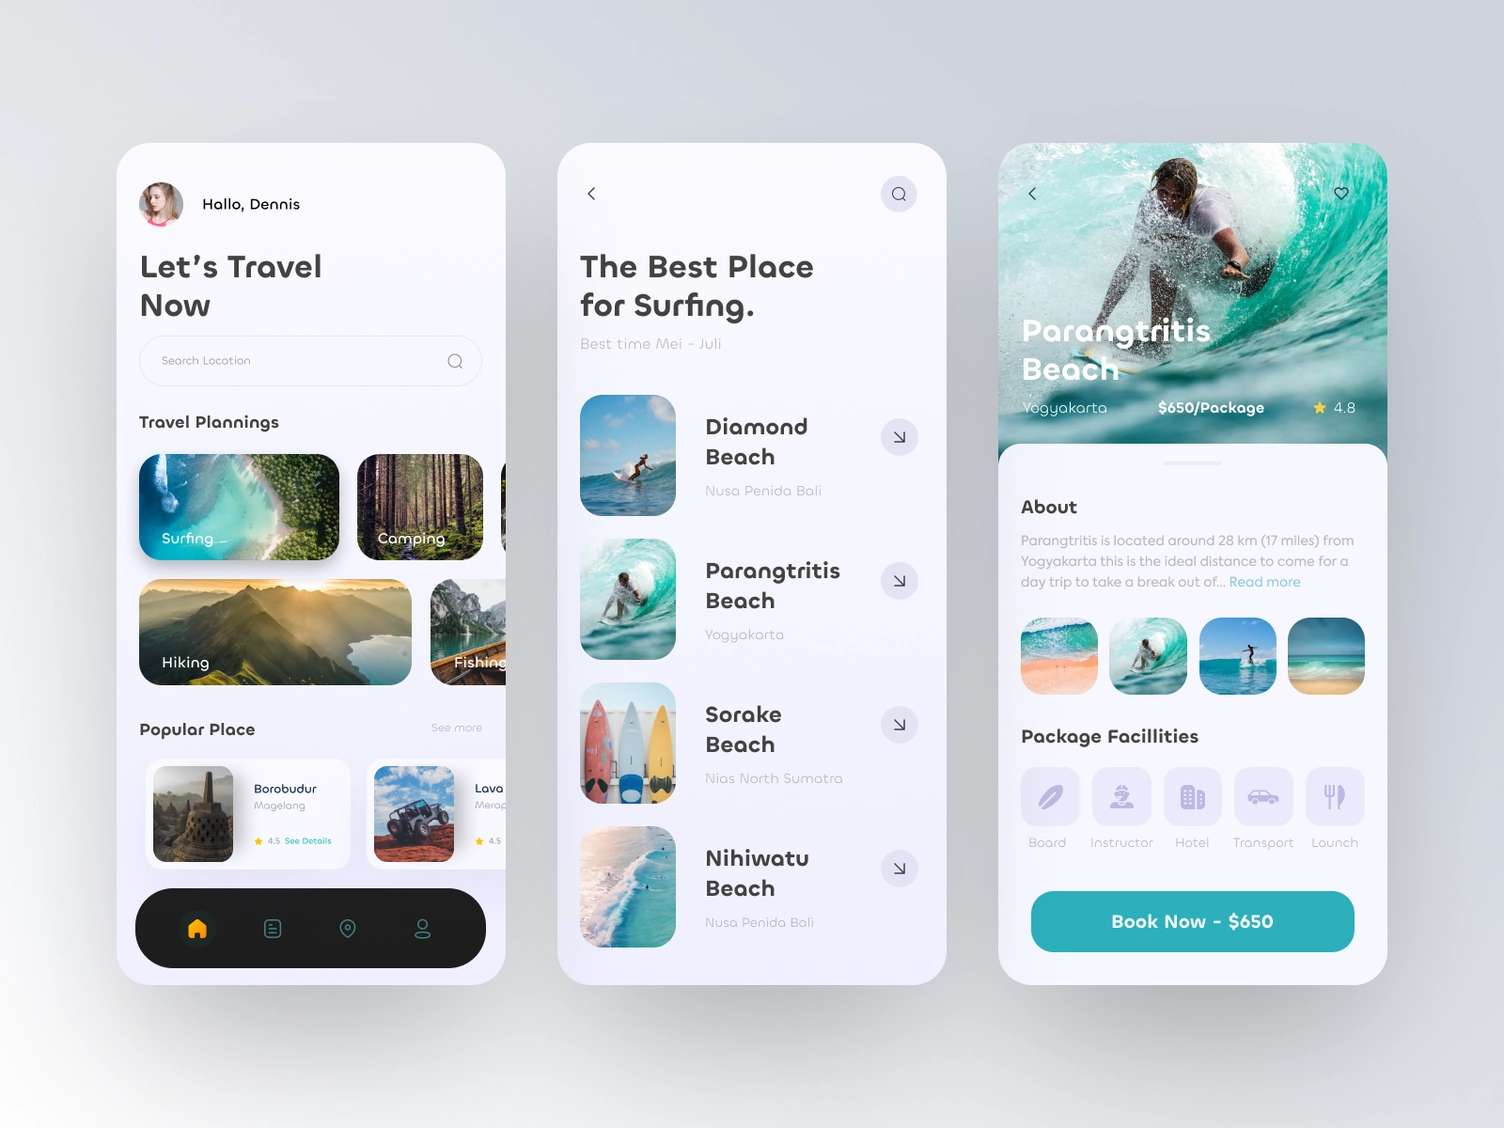 Hallo, Dennis
Let's Travel
Now
Search Location
Travel Plannings
Surfing
Camping
Hiking
Fishing
Popular Place
See more
Borobudur
Magelang
4.5 See Details
Lava
Merap
4.5
The Best Place
for Surfing.
Best time Mei - Juli
Diamond
Beach
Nusa Penida Bali
Parangtritis
Beach
Yogyakarta
Sorake
Beach
Nias North Sumatra
Nihiwatu
Beach
Nusa Penida Bali
Parangtritis
Beach
Yogyakarta $650/Package 4.8
About
Parangtritis is located around 28 km (17 miles) from
Yogyakarta this is the ideal distance to come for a
day trip to take a break out of... Read more
Package Facillities
Board Instructor Hotel Transport Lounch
Book Now - $650